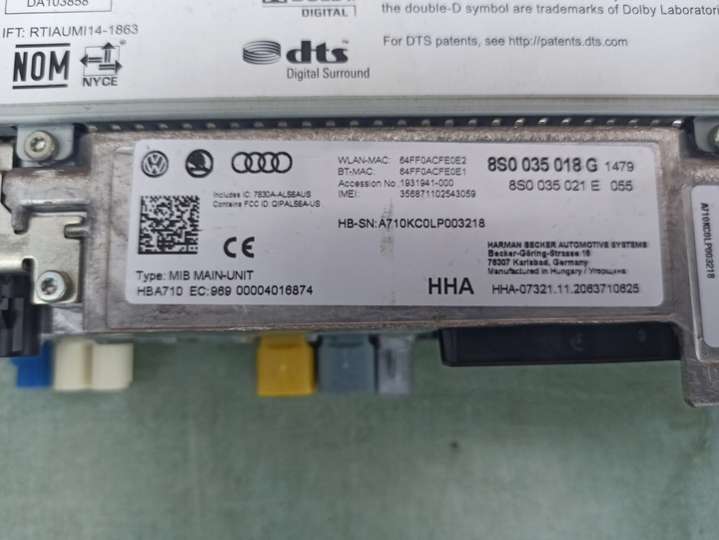 DA103858
IFT: RTIAUMI14-1863
NOM
NYCE
DIGITAL
the double-D symbol are trademarks of Dolby
For DTS patents, see http://patents.dts.com
dts
Digital Surround
WLAN-MAC: 64FF0ACFE0E2
BT-MAC: 64FF0ACFE0E1
Accession No.: 1931941-000
IMEI: 356871102543059
8S0 035 018 G 1479
8S0 035 021 E 055
Includes IC: 7830A-ALS6AUS
Contains FCC ID: QIPALS6A-US
HB-SN:A710KC0LP003218
CE
HARMAN BECKER AUTOMOTIVE SYSTEMS
Becker-Göring-Strasse 16
76307 Karlsbad, Germany
Manufactured in Hungary / Угорщина
Type: MIB MAIN-UNIT
HBA710 EC:969 00004016874
HHA
HHA-07321.11.2063710625
A710KC0LP003218